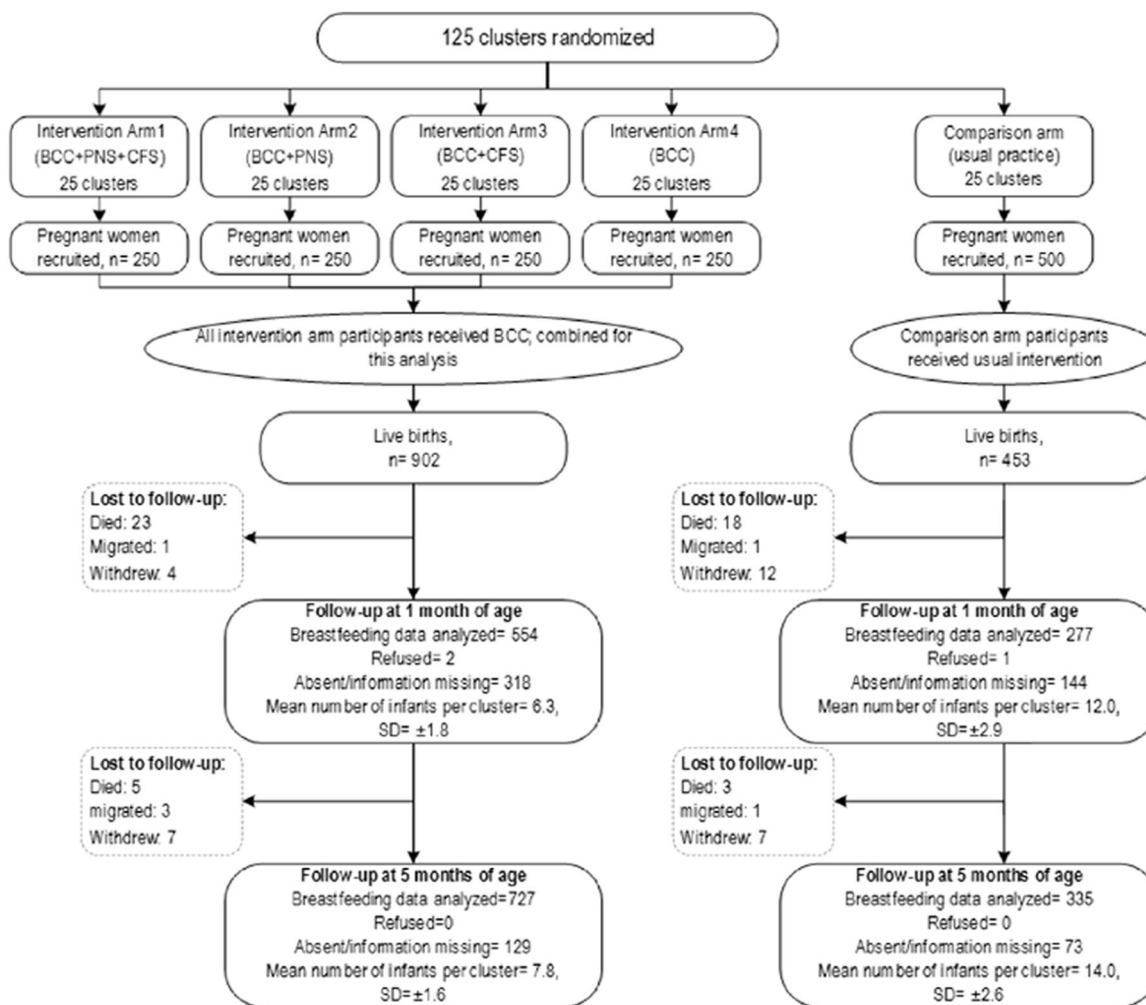 125 clusters randomized
Intervention Arm1
(BCC+PNS+CFS)
25 clusters
Intervention Arm2
(BCC+PNS)
25 clusters
Intervention Arm3
(BCC+CFS)
25 clusters
Intervention Arm4
(BCC)
25 clusters
Comparison arm
(usual practice)
25 clusters
Pregnant women
recruited, n= 250
Pregnant women
recruited, n= 250
Pregnant women
recruited, n= 250
Pregnant women
recruited, n= 250
Pregnant women
recruited, n= 500
All intervention arm participants received BCC; combined for
this analysis
Comparison arm participants
received usual intervention
Live births,
n= 902
Live births,
n= 453
Lost to follow-up:
Died: 23
Migrated: 1
Withdrew: 4
Lost to follow-up:
Died: 18
Migrated: 1
Withdrew: 12
Follow-up at 1 month of age
Breastfeeding data analyzed= 554
Refused= 2
Absent/information missing= 318
Mean number of infants per cluster= 6.3,
SD= ±1.8
Follow-up at 1 month of age
Breastfeeding data analyzed= 277
Refused= 1
Absent/information missing= 144
Mean number of infants per cluster= 12.0,
SD=±2.9
Lost to follow-up:
Died: 5
migrated: 3
Withdrew: 7
Lost to follow-up:
Died: 3
migrated: 1
Withdrew: 7
Follow-up at 5 months of age
Breastfeeding data analyzed=727
Refused=0
Absent/information missing= 129
Mean number of infants per cluster= 7.8,
SD= ±1.6
Follow-up at 5 months of age
Breastfeeding data analyzed= 335
Refused= 0
Absent/information missing= 73
Mean number of infants per cluster= 14.0,
SD= ±2.6